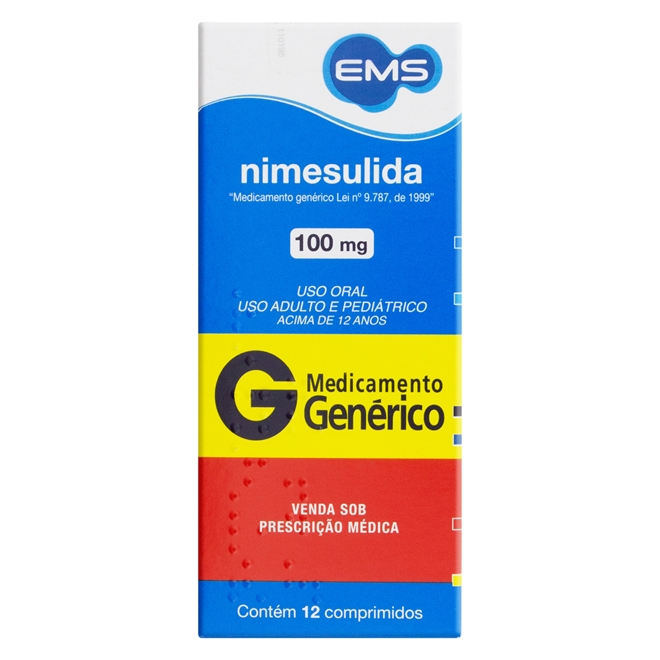 EMS
nimesulida
"Medicamento genérico Lei nº 9.787, de 1999"
100 mg
USO ORAL
USO ADULTO E PEDIÁTRICO
ACIMA DE 12 ANOS
G Medicamento
Genérico
VENDA SOB
PRESCRIÇÃO MÉDICA
Contém 12 comprimidos